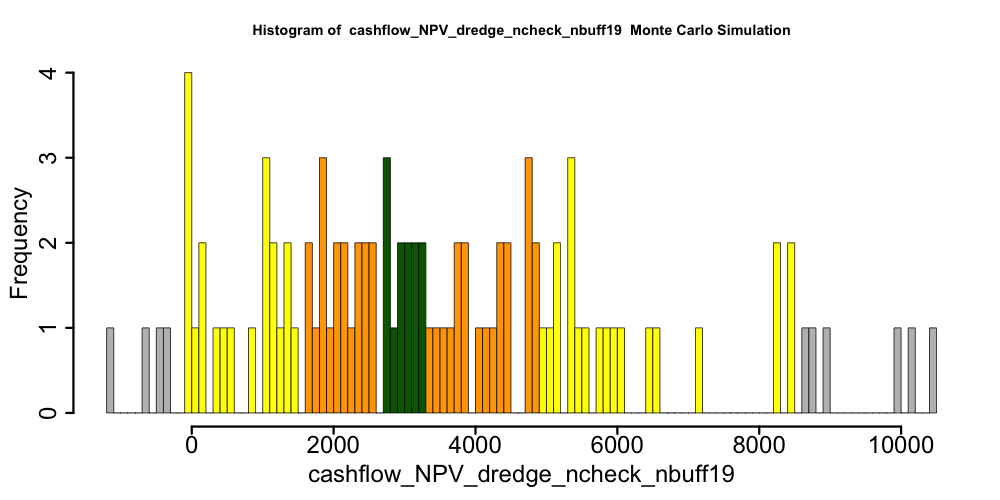 Histogram of cashflow_NPV_dredge_ncheck_nbuff19 Monte Carlo Simulation
4
3
2
1
0
Frequency
0 2000 4000 6000 8000 10000
cashflow_NPV_dredge_ncheck_nbuff19